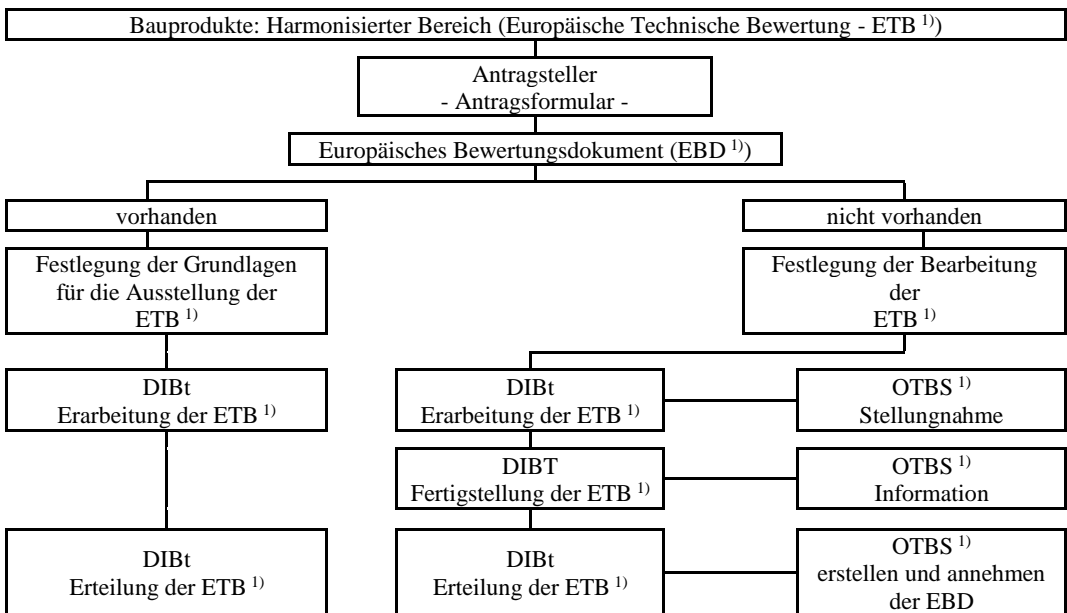 Bauprodukte: Harmonisierter Bereich (Europäische Technische Bewertung - ETB 1))
Antragsteller
- Antragsformular -
Europäisches Bewertungsdokument (EBD 1))
vorhanden
nicht vorhanden
Festlegung der Grundlagen
für die Ausstellung der
ETB 1)
Festlegung der Bearbeitung
der
ETB 1)
DIBt
Erarbeitung der ETB 1)
DIBt
Erarbeitung der ETB 1)
OTBS 1)
Stellungnahme
DIBT
Fertigstellung der ETB 1)
OTBS 1)
Information
DIBt
Erteilung der ETB 1)
DIBt
Erteilung der ETB 1)
OTBS 1)
erstellen und annehmen
der EBD